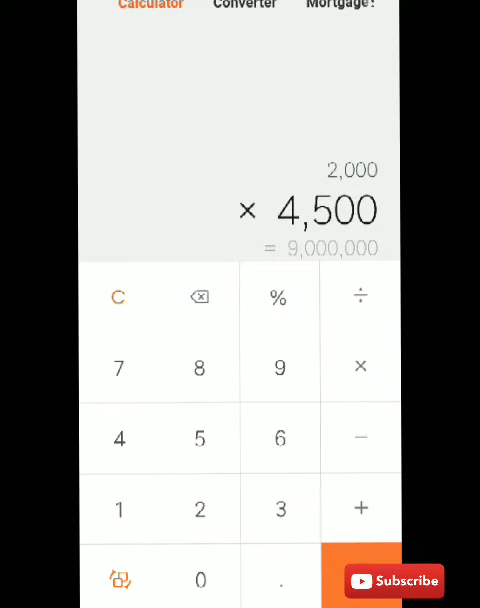 Calculator Converter Mortgage
2,000
× 4,500
= 9,000,000
C % ÷
7 8 9 ×
4 5 6 −
1 2 3 +
0 .
Subscribe